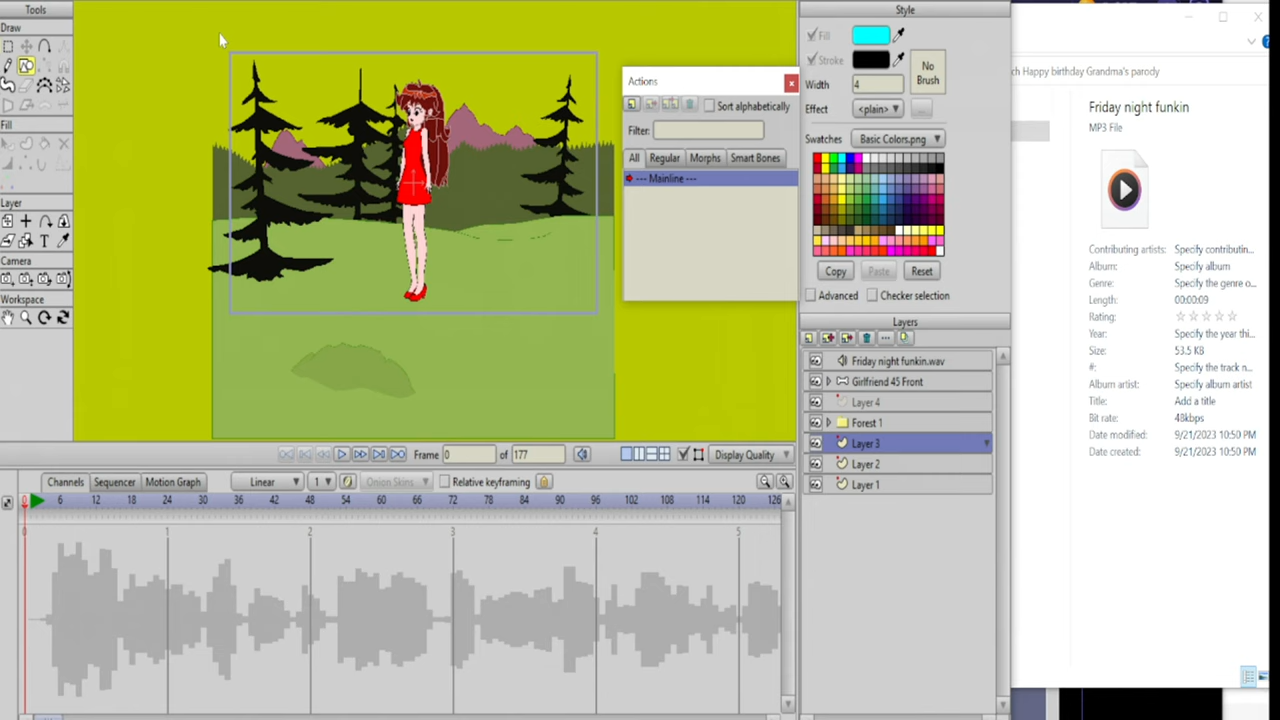 Tools
Draw
Fill
Layer
Camera
Workspace
Actions
Sort alphabetically
Filter:
All Regular Morphs Smart Bones
--- Mainline ---
Style
Fill
Stroke
No Brush
Width 4
Effect <plain>
Swatches Basic Colors.png
Copy Paste Reset
Advanced Checker selection
Layers
Friday night funkin.wav
Girlfriend 45 Front
Layer 4
Forest 1
Layer 3
Layer 2
Layer 1
Frame 0 of 177
Display Quality
Channels Sequencer Motion Graph Linear 1 Onion Skins Relative keyframing
0 6 12 18 24 30 36 42 48 54 60 66 72 78 84 90 96 102 108 114 120 126
0 1 2 3 4 5
ch Happy birthday Grandma's parody
Friday night funkin
MP3 File
Contributing artists: Specify contributin...
Album: Specify album
Genre: Specify the genre o...
Length: 00:00:09
Rating:
Year: Specify the year thi...
Size: 53.5 KB
#: Specify the track n...
Album artist: Specify album artist
Title: Add a title
Bit rate: 48kbps
Date modified: 9/21/2023 10:50 PM
Date created: 9/21/2023 10:50 PM